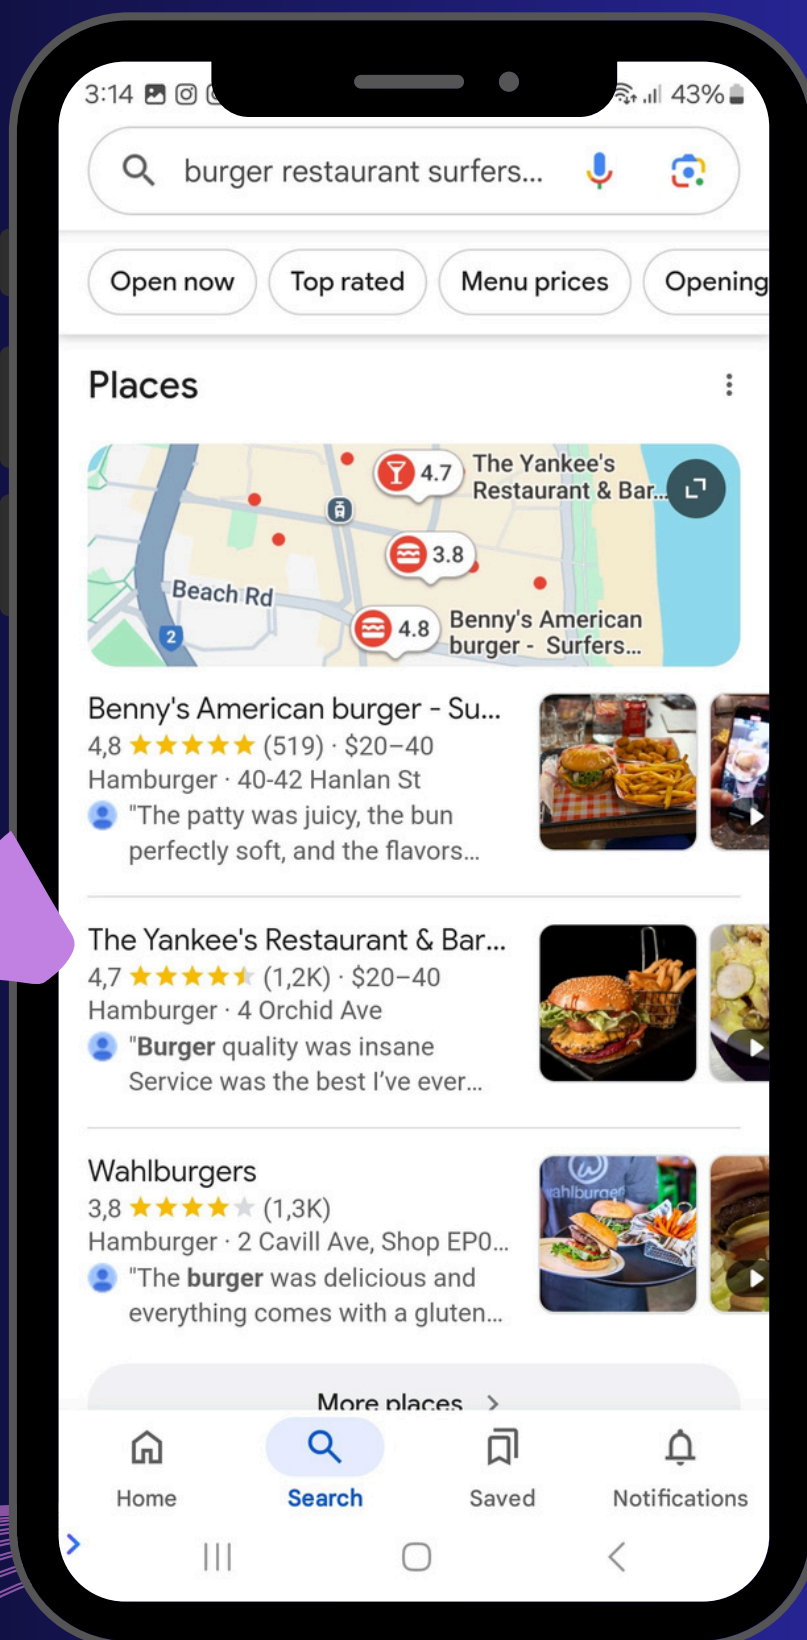 3:14
43%
burger restaurant surfers...
Open now
Top rated
Menu prices
Opening
Places
4.7
The Yankee's
Restaurant & Bar...
3.8
Beach Rd
2
4.8
Benny's American
burger - Surfers...
Benny's American burger - Su...
4,8 ★★★★★ (519) · $20–40
Hamburger · 40-42 Hanlan St
"The patty was juicy, the bun
perfectly soft, and the flavors...
The Yankee's Restaurant & Bar...
4,7 ★★★★★ (1,2K) · $20–40
Hamburger · 4 Orchid Ave
"Burger quality was insane
Service was the best I've ever...
Wahlburgers
3,8 ★★★★★ (1,3K)
Hamburger · 2 Cavill Ave, Shop EP0...
"The burger was delicious and
everything comes with a gluten...
ahlburger
More places
Home
Search
Saved
Notifications